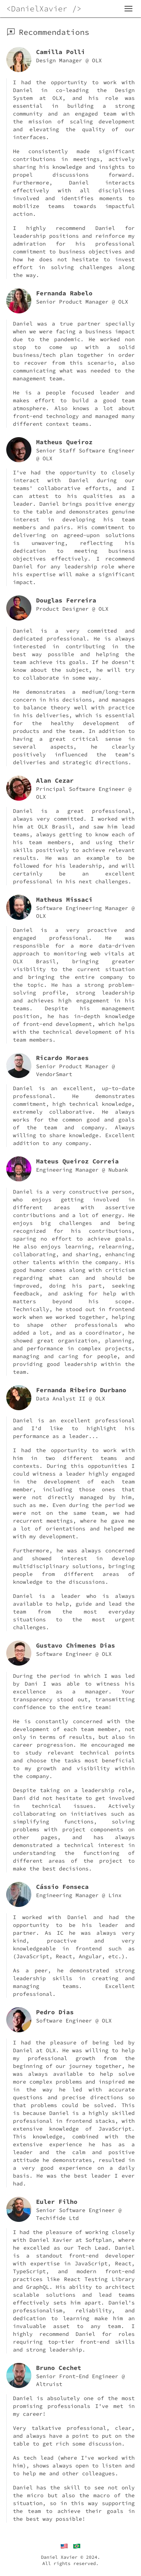 <DanielXavier />
Recommendations
Camilla Polli
Design Manager @ OLX
I had the opportunity to work with
Daniel in co-leading the Design
System at OLX, and his role was
essential in building a strong
community and an engaged team with
the mission of scaling development
and elevating the quality of our
interfaces.
He consistently made significant
contributions in meetings, actively
sharing his knowledge and insights to
propel discussions forward.
Furthermore, Daniel interacts
effectively with all disciplines
involved and identifies moments to
mobilize teams towards impactful
action.
I highly recommend Daniel for
leadership positions and reinforce my
admiration for his professional
commitment to business objectives and
how he does not hesitate to invest
effort in solving challenges along
the way.
Fernanda Rabelo
Senior Product Manager @ OLX
Daniel was a true partner specially
when we were facing a business impact
due to the pandemic. He worked non
stop to come up with a solid
business/tech plan together in order
to recover from this scenario, also
communicating what was needed to the
management team.
He is a people focused leader and
makes effort to build a good team
atmosphere. Also knows a lot about
front-end technology and managed many
different context teams.
Matheus Queiroz
Senior Staff Software Engineer
@ OLX
I've had the opportunity to closely
interact with Daniel during our
teams' collaborative efforts, and I
can attest to his qualities as a
leader. Daniel brings positive energy
to the table and demonstrates genuine
interest in developing his team
members and pairs. His commitment to
delivering on agreed-upon solutions
is unwavering, reflecting his
dedication to meeting business
objectives effectively. I recommend
Daniel for any leadership role where
his expertise will make a significant
impact.
Douglas Ferreira
Product Designer @ OLX
Daniel is a very committed and
dedicated professional. He is always
interested in contributing in the
best way possible and helping the
team achieve its goals. If he doesn't
know about the subject, he will try
to collaborate in some way.
He demonstrates a medium/long-term
concern in his decisions, and manages
to balance theory well with practice
in his deliveries, which is essential
for the healthy development of
products and the team. In addition to
having a great critical sense in
several aspects, he clearly
positively influenced the team's
deliveries and strategic directions.
Alan Cezar
Principal Software Engineer @
OLX
Daniel is a great professional,
always very committed. I worked with
him at OLX Brasil, and saw him lead
teams, always getting to know each of
his team members, and using their
skills positively to achieve relevant
results. He was an example to be
followed for his leadership, and will
certainly be an excellent
professional in his next challenges.
Matheus Missaci
Software Engineering Manager @
OLX
Daniel is a very proactive and
engaged professional. He was
responsible for a more data-driven
approach to monitoring web vitals at
OLX Brasil, bringing greater
visibility to the current situation
and bringing the entire company to
the topic. He has a strong problem-
solving profile, strong leadership
and achieves high engagement in his
teams. Despite his management
position, he has in-depth knowledge
of front-end development, which helps
with the technical development of his
team members.
Ricardo Moraes
Senior Product Manager @
VendorSmart
Daniel is an excellent, up-to-date
professional. He demonstrates
commitment, high technical knowledge,
extremely collaborative. He always
works for the common good and goals
of the team and company. Always
willing to share knowledge. Excellent
addition to any company.
Mateus Queiroz Correia
Engineering Manager @ Nubank
Daniel is a very constructive person,
who enjoys getting involved in
different areas with assertive
contributions and a lot of energy. He
enjoys big challenges and being
recognized for his contributions,
sparing no effort to achieve goals.
He also enjoys learning, relearning,
collaborating, and sharing, enhancing
other talents within the company. His
good humor comes along with criticism
regarding what can and should be
improved, doing his part, seeking
feedback, and asking for help with
matters beyond his scope.
Technically, he stood out in frontend
work when we worked together, helping
to shape other professionals who
added a lot, and as a coordinator, he
showed great organization, planning,
and performance in complex projects,
managing and caring for people, and
providing good leadership within the
team.
Fernanda Ribeiro Durbano
Data Analyst II @ OLX
Daniel is an excellent professional
and I'd like to highlight his
performance as a leader...
I had the opportunity to work with
him in two different teams and
contexts. During this opportunities I
could witness a leader highly engaged
in the development of each team
member, including those ones that
were not directly managed by him,
such as me. Even during the period we
were not on the same team, we had
recurrent meetings, where he gave me
a lot of orientations and helped me
with my development.
Furthermore, he was always concerned
and showed interest in develop
multidisciplinary solutions, bringing
people from different areas of
knowledge to the discussions.
Daniel is a leader who is always
available to help, guide and lead the
team from the most everyday
situations to the most urgent
challenges.
Gustavo Chimenes Dias
Software Engineer @ OLX
During the period in which I was led
by Dani I was able to witness his
excellence as a manager. Your
transparency stood out, transmitting
confidence to the entire team!
He is constantly concerned with the
development of each team member, not
only in terms of results, but also in
career progression. He encouraged me
to study relevant technical points
and choose the tasks most beneficial
to my growth and visibility within
the company.
Despite taking on a leadership role,
Dani did not hesitate to get involved
in technical issues. Actively
collaborating on initiatives such as
simplifying functions, solving
problems with project components and
other pages, and has always
demonstrated a technical interest in
understanding the functioning of
different areas of the project to
make the best decisions.
Cássio Fonseca
Engineering Manager @ Linx
I worked with Daniel and had the
opportunity to be his leader and
partner. As IC he was always very
kind, proactive and very
knowledgeable in frontend such as
(JavaScript, React, Angular, etc.).
As a peer, he demonstrated strong
leadership skills in creating and
managing teams. Excellent
professional.
Pedro Dias
Software Engineer @ OLX
I had the pleasure of being led by
Daniel at OLX. He was willing to help
my professional growth from the
beginning of our journey together, he
was always available to help solve
more complex problems and inspired me
in the way he led with accurate
questions and precise directions so
that problems could be solved. This
is because Daniel is a highly skilled
professional in frontend stacks, with
extensive knowledge of JavaScript.
This knowledge, combined with the
extensive experience he has as a
leader and the calm and positive
attitude he demonstrates, resulted in
a very good experience on a daily
basis. He was the best leader I ever
had.
Euler Filho
Senior Software Engineer @
Techifide Ltd
I had the pleasure of working closely
with Daniel Xavier at Softplan, where
he excelled as our Tech Lead. Daniel
is a standout front-end developer
with expertise in JavaScript, React,
TypeScript, and modern front-end
practices like React Testing Library
and GraphQL. His ability to architect
scalable solutions and lead teams
effectively sets him apart. Daniel's
professionalism, reliability, and
dedication to learning make him an
invaluable asset to any team. I
highly recommend Daniel for roles
requiring top-tier front-end skills
and strong leadership.
Bruno Cechet
Senior Front-End Engineer @
Altruist
Daniel is absolutely one of the most
promising professionals I've met in
my career!
Very talkative professional, clear,
and always have a point to put on the
table to get rich some discussion.
As tech lead (where I've worked with
him), shows always open to listen and
to help me and other colleagues.
Daniel has the skill to see not only
the micro but also the macro of the
situation, so in this way supporting
the team to achieve their goals in
the best way possible!
Daniel Xavier © 2024.
All rights reserved.